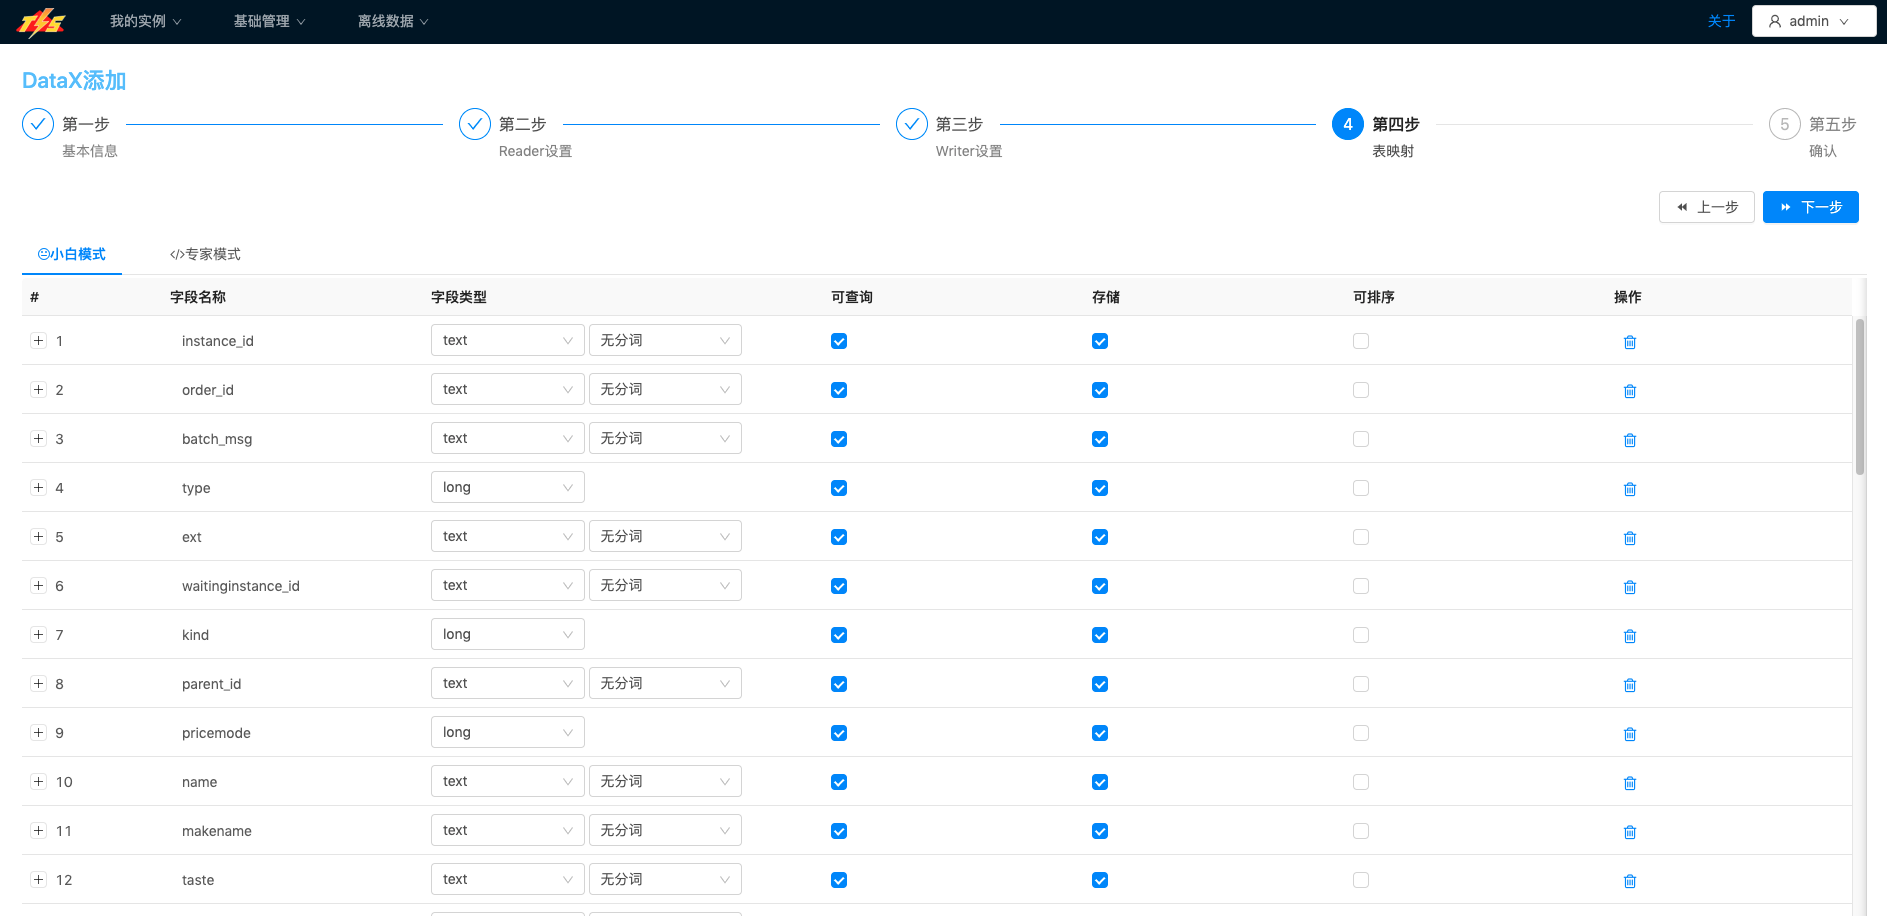 TIS 我的实例 基础管理 离线数据 关于 admin
DataX添加
第一步 第二步 第三步 4 第四步 5 第五步
基本信息 Reader设置 Writer设置 表映射 确认
上一步 下一步
小白模式 </>专家模式
# 字段名称 字段类型 可查询 存储 可排序 操作
1 instance_id text 无分词
2 order_id text 无分词
3 batch_msg text 无分词
4 type long
5 ext text 无分词
6 waitinginstance_id text 无分词
7 kind long
8 parent_id text 无分词
9 pricemode long
10 name text 无分词
11 makename text 无分词
12 taste text 无分词